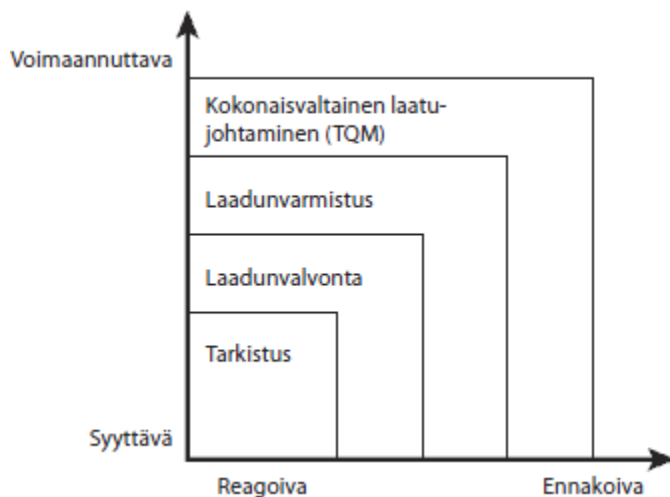 Voimaannuttava
Kokonaisvaltainen laatu-
johtaminen (TQM)
Laadunvarmistus
Laadunvalvonta
Tarkistus
Syyttävä
Reagoiva
Ennakoiva